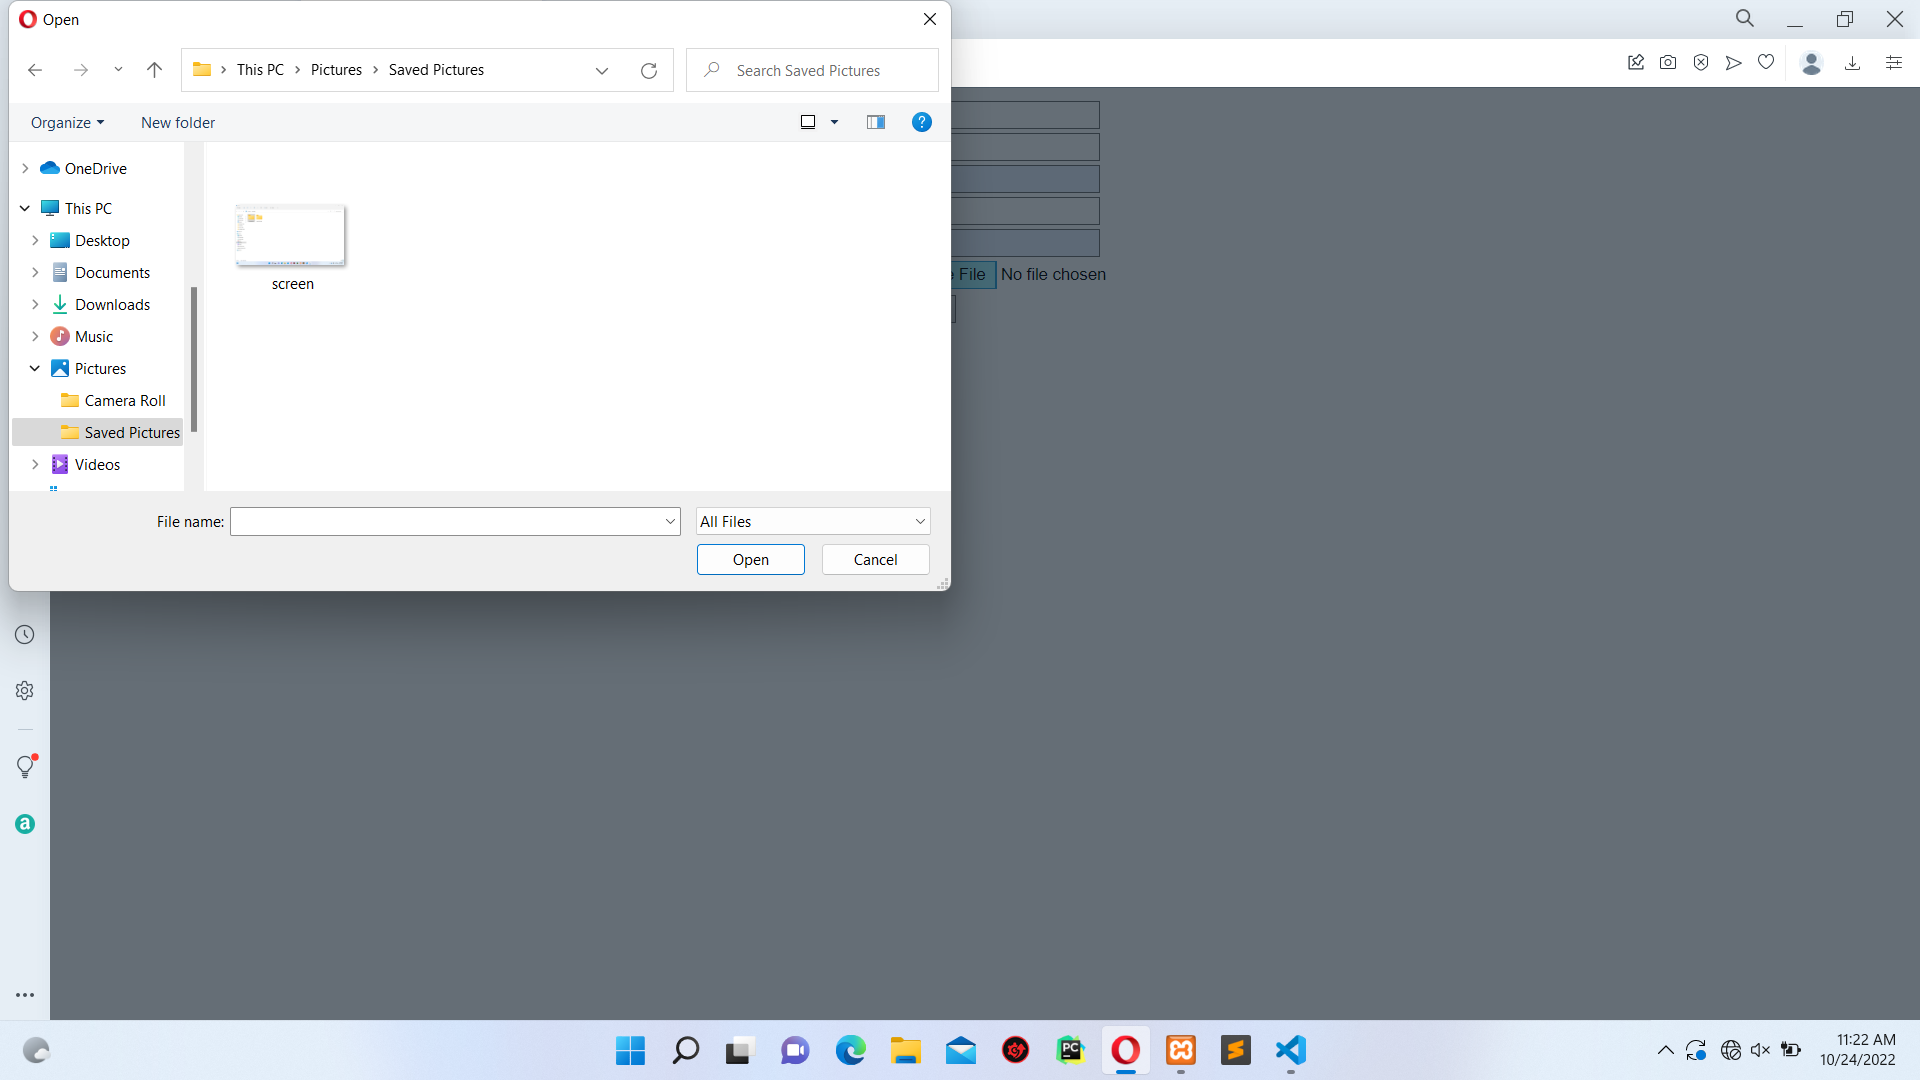 Open
This PC
Pictures
Saved Pictures
Search Saved Pictures
Organize
New folder
OneDrive
This PC
Desktop
Documents
Downloads
Music
Pictures
Camera Roll
Saved Pictures
Videos
screen
File name:
All Files
Open
Cancel
e File
No file chosen
a
PC
11:22 AM
10/24/2022